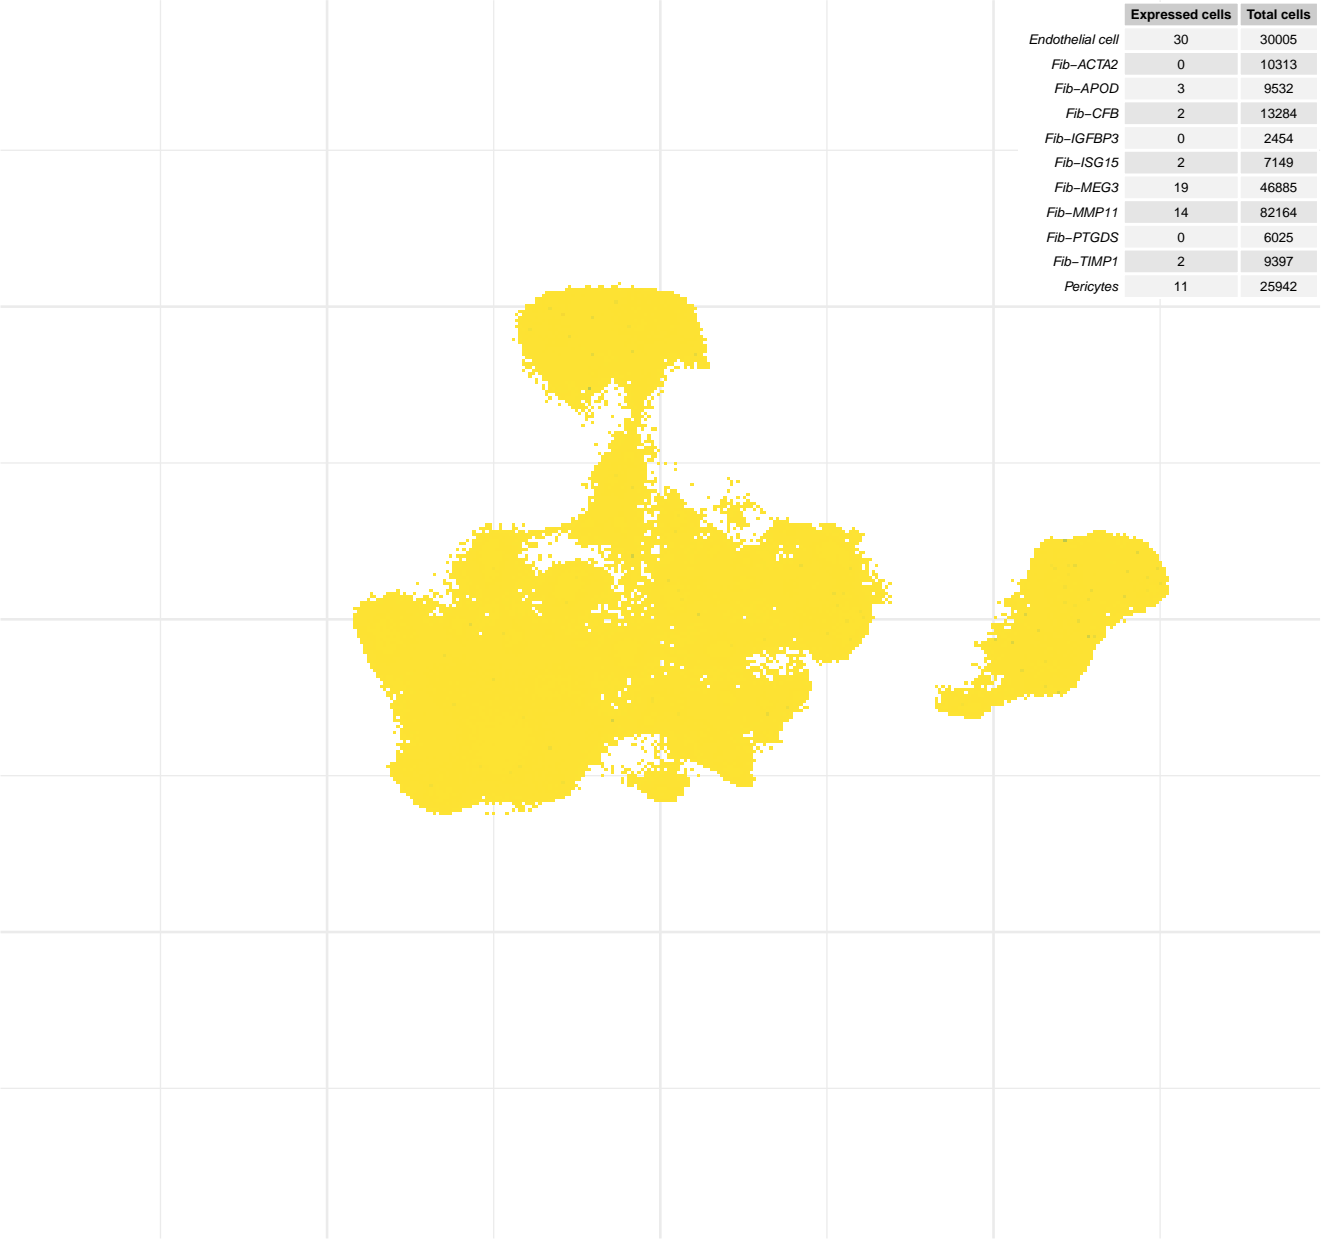 Expressed cells Total cells
Endothelial cell 30 30005
Fib−ACTA2 0 10313
Fib−APOD 3 9532
Fib−CFB 2 13284
Fib−IGFBP3 0 2454
Fib−ISG15 2 7149
Fib−MEG3 19 46885
Fib−MMP11 14 82164
Fib−PTGDS 0 6025
Fib−TIMP1 2 9397
Pericytes 11 25942